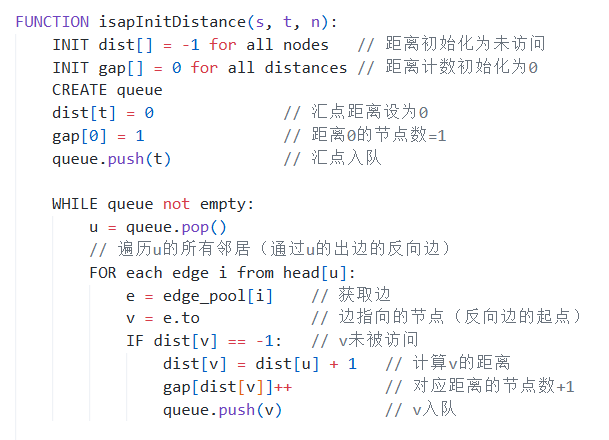 FUNCTION isapInitDistance(s, t, n):
    INIT dist[] = -1 for all nodes   // 距离初始化为未访问
    INIT gap[] = 0 for all distances // 距离计数初始化为0
    CREATE queue
    dist[t] = 0              // 汇点距离设为0
    gap[0] = 1               // 距离0的节点数=1
    queue.push(t)            // 汇点入队
    WHILE queue not empty:
        u = queue.pop()
        // 遍历u的所有邻居（通过u的出边的反向边）
        FOR each edge i from head[u]:
            e = edge_pool[i]    // 获取边
            v = e.to            // 边指向的节点（反向边的起点）
            IF dist[v] == -1:   // v未被访问
                dist[v] = dist[u] + 1   // 计算v的距离
                gap[dist[v]]++          // 对应距离的节点数+1
                queue.push(v)           // v入队